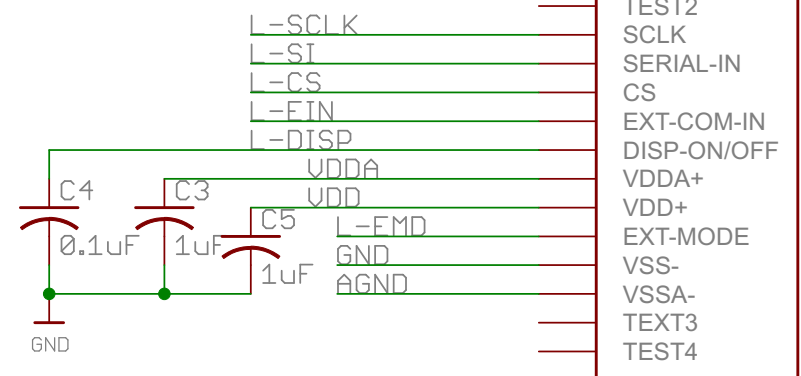 TEST2
L-SCLK SCLK
L-SI SERIAL-IN
L-CS CS
L-EIN EXT-COM-IN
L-DISP DISP-ON/OFF
VDDA VDDA+
C4 C3 VDD VDD+
C5 L-EMD EXT-MODE
0.1uF 1uF GND VSS-
1uF AGND VSSA-
TEXT3
GND TEST4